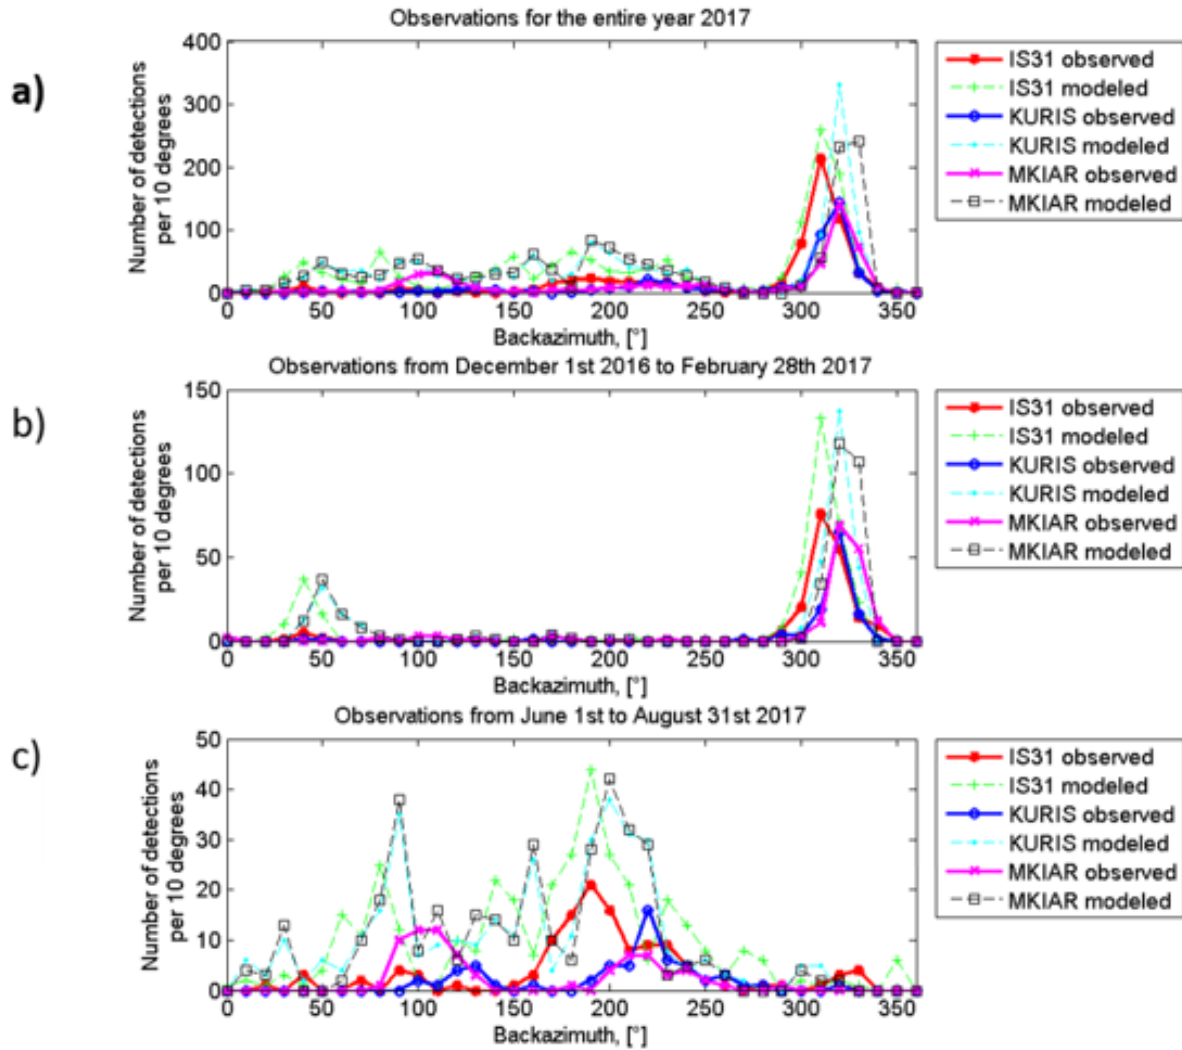 a)
Observations for the entire year 2017
Number of detections
per 10 degrees
400
300
200
100
0
0 50 100 150 200 250 300 350
Backazimuth, [°]
IS31 observed
IS31 modeled
KURIS observed
KURIS modeled
MKIAR observed
MKIAR modeled
b)
Observations from December 1st 2016 to February 28th 2017
Number of detections
per 10 degrees
150
100
50
0
0 50 100 150 200 250 300 350
Backazimuth, [°]
IS31 observed
IS31 modeled
KURIS observed
KURIS modeled
MKIAR observed
MKIAR modeled
c)
Observations from June 1st to August 31st 2017
Number of detections
per 10 degrees
50
40
30
20
10
0
0 50 100 150 200 250 300 350
Backazimuth, [°]
IS31 observed
IS31 modeled
KURIS observed
KURIS modeled
MKIAR observed
MKIAR modeled